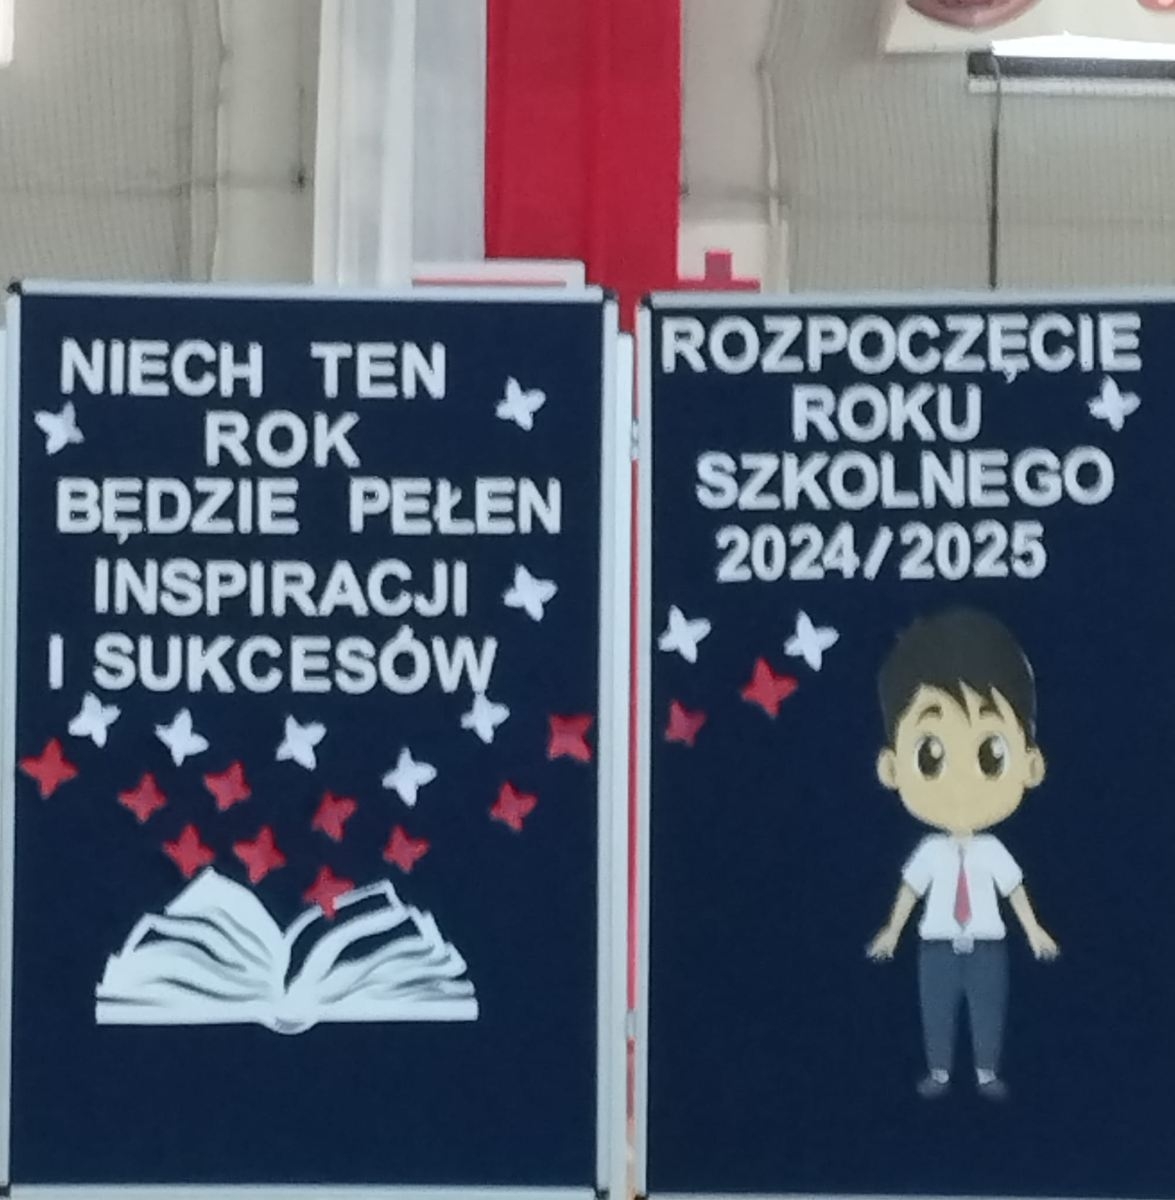 NIECH TEN
ROK
BĘDZIE PEŁEN
INSPIRACJI
I SUKCESÓW
ROZPOCZĘCIE
ROKU
SZKOLNEGO
2024/2025